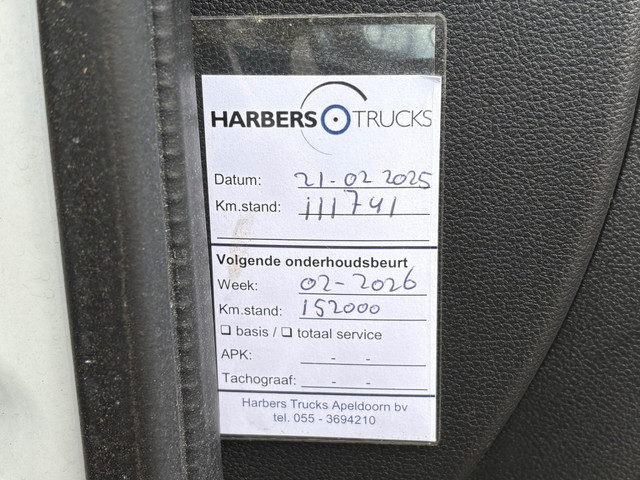 HARBERS TRUCKS
Datum: 21-02 2025
Km.stand: 111741
Volgende onderhoudsbeurt
Week: 02-2026
Km.stand: 152000
❑ basis / ❑ totaal service
APK: - -
Tachograaf: - -
Harbers Trucks Apeldoorn bv
tel. 055 - 3694210